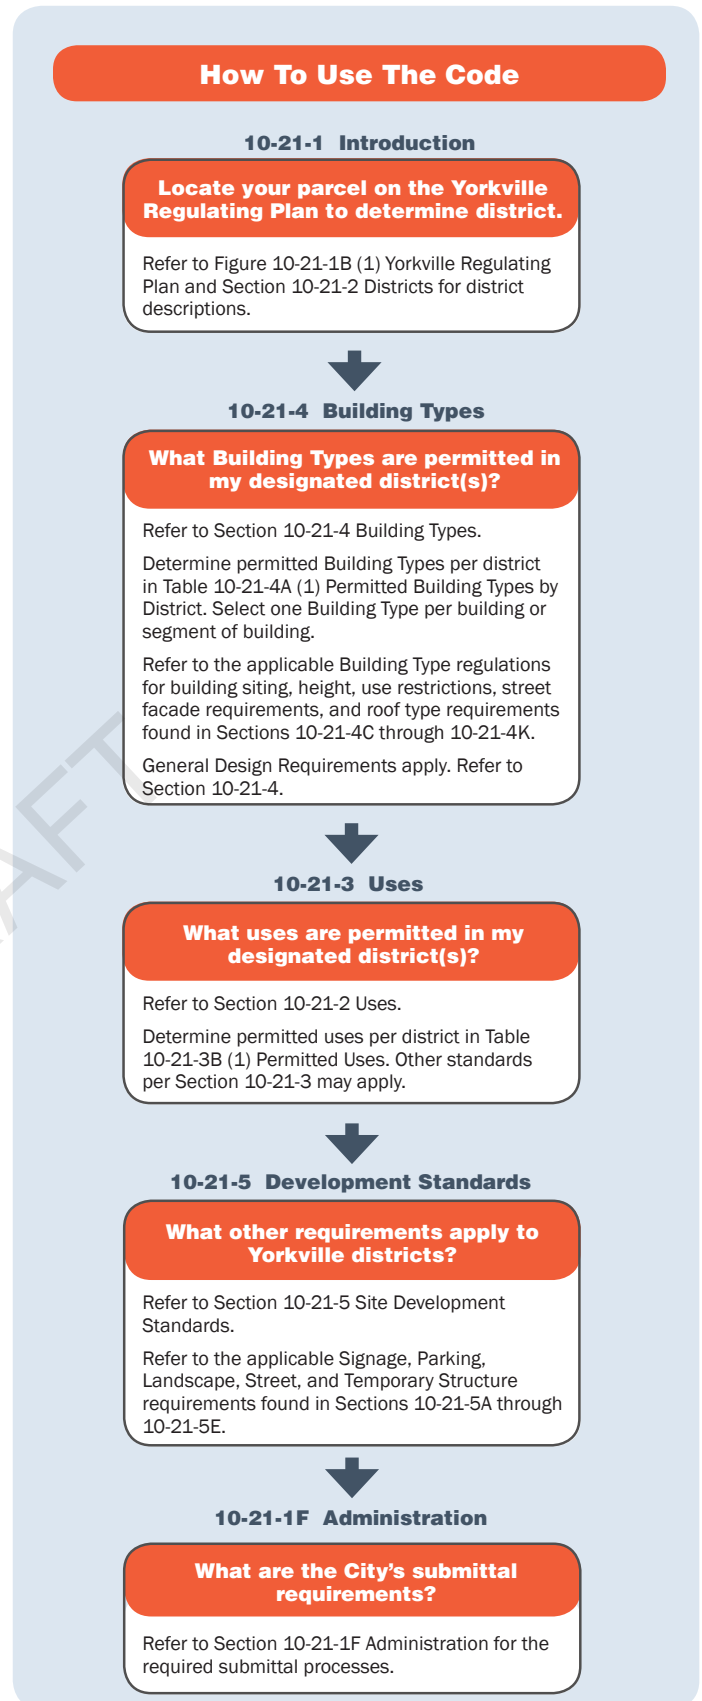 How To Use The Code
10-21-1 Introduction
Locate your parcel on the Yorkville
Regulating Plan to determine district.
Refer to Figure 10-21-1B (1) Yorkville Regulating
Plan and Section 10-21-2 Districts for district
descriptions.
10-21-4 Building Types
What Building Types are permitted in
my designated district(s)?
Refer to Section 10-21-4 Building Types.
Determine permitted Building Types per district
in Table 10-21-4A (1) Permitted Building Types by
District. Select one Building Type per building or
segment of building.
Refer to the applicable Building Type regulations
for building siting, height, use restrictions, street
facade requirements, and roof type requirements
found in Sections 10-21-4C through 10-21-4K.
General Design Requirements apply. Refer to
Section 10-21-4.
10-21-3 Uses
What uses are permitted in my
designated district(s)?
Refer to Section 10-21-2 Uses.
Determine permitted uses per district in Table
10-21-3B (1) Permitted Uses. Other standards
per Section 10-21-3 may apply.
10-21-5 Development Standards
What other requirements apply to
Yorkville districts?
Refer to Section 10-21-5 Site Development
Standards.
Refer to the applicable Signage, Parking,
Landscape, Street, and Temporary Structure
requirements found in Sections 10-21-5A through
10-21-5E.
10-21-1F Administration
What are the City's submittal
requirements?
Refer to Section 10-21-1F Administration for the
required submittal processes.